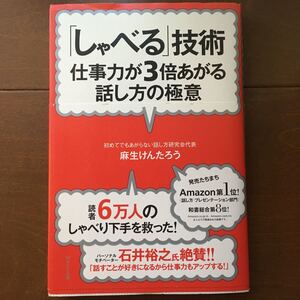 「しゃべる」技術
仕事力が3倍あがる
話し方の極意
初めてでもあがらない話し方研究会代表
麻生けんたろう
発売たちまち
Amazon第1位!
(話し方・プレゼンテーション部門)
和書総合第8位!
読者6万人の
しゃべり下手を救った!
パーソナルモチベーター
石井裕之氏絶賛!!
「話すことが好きになるから仕事力もアップする!」